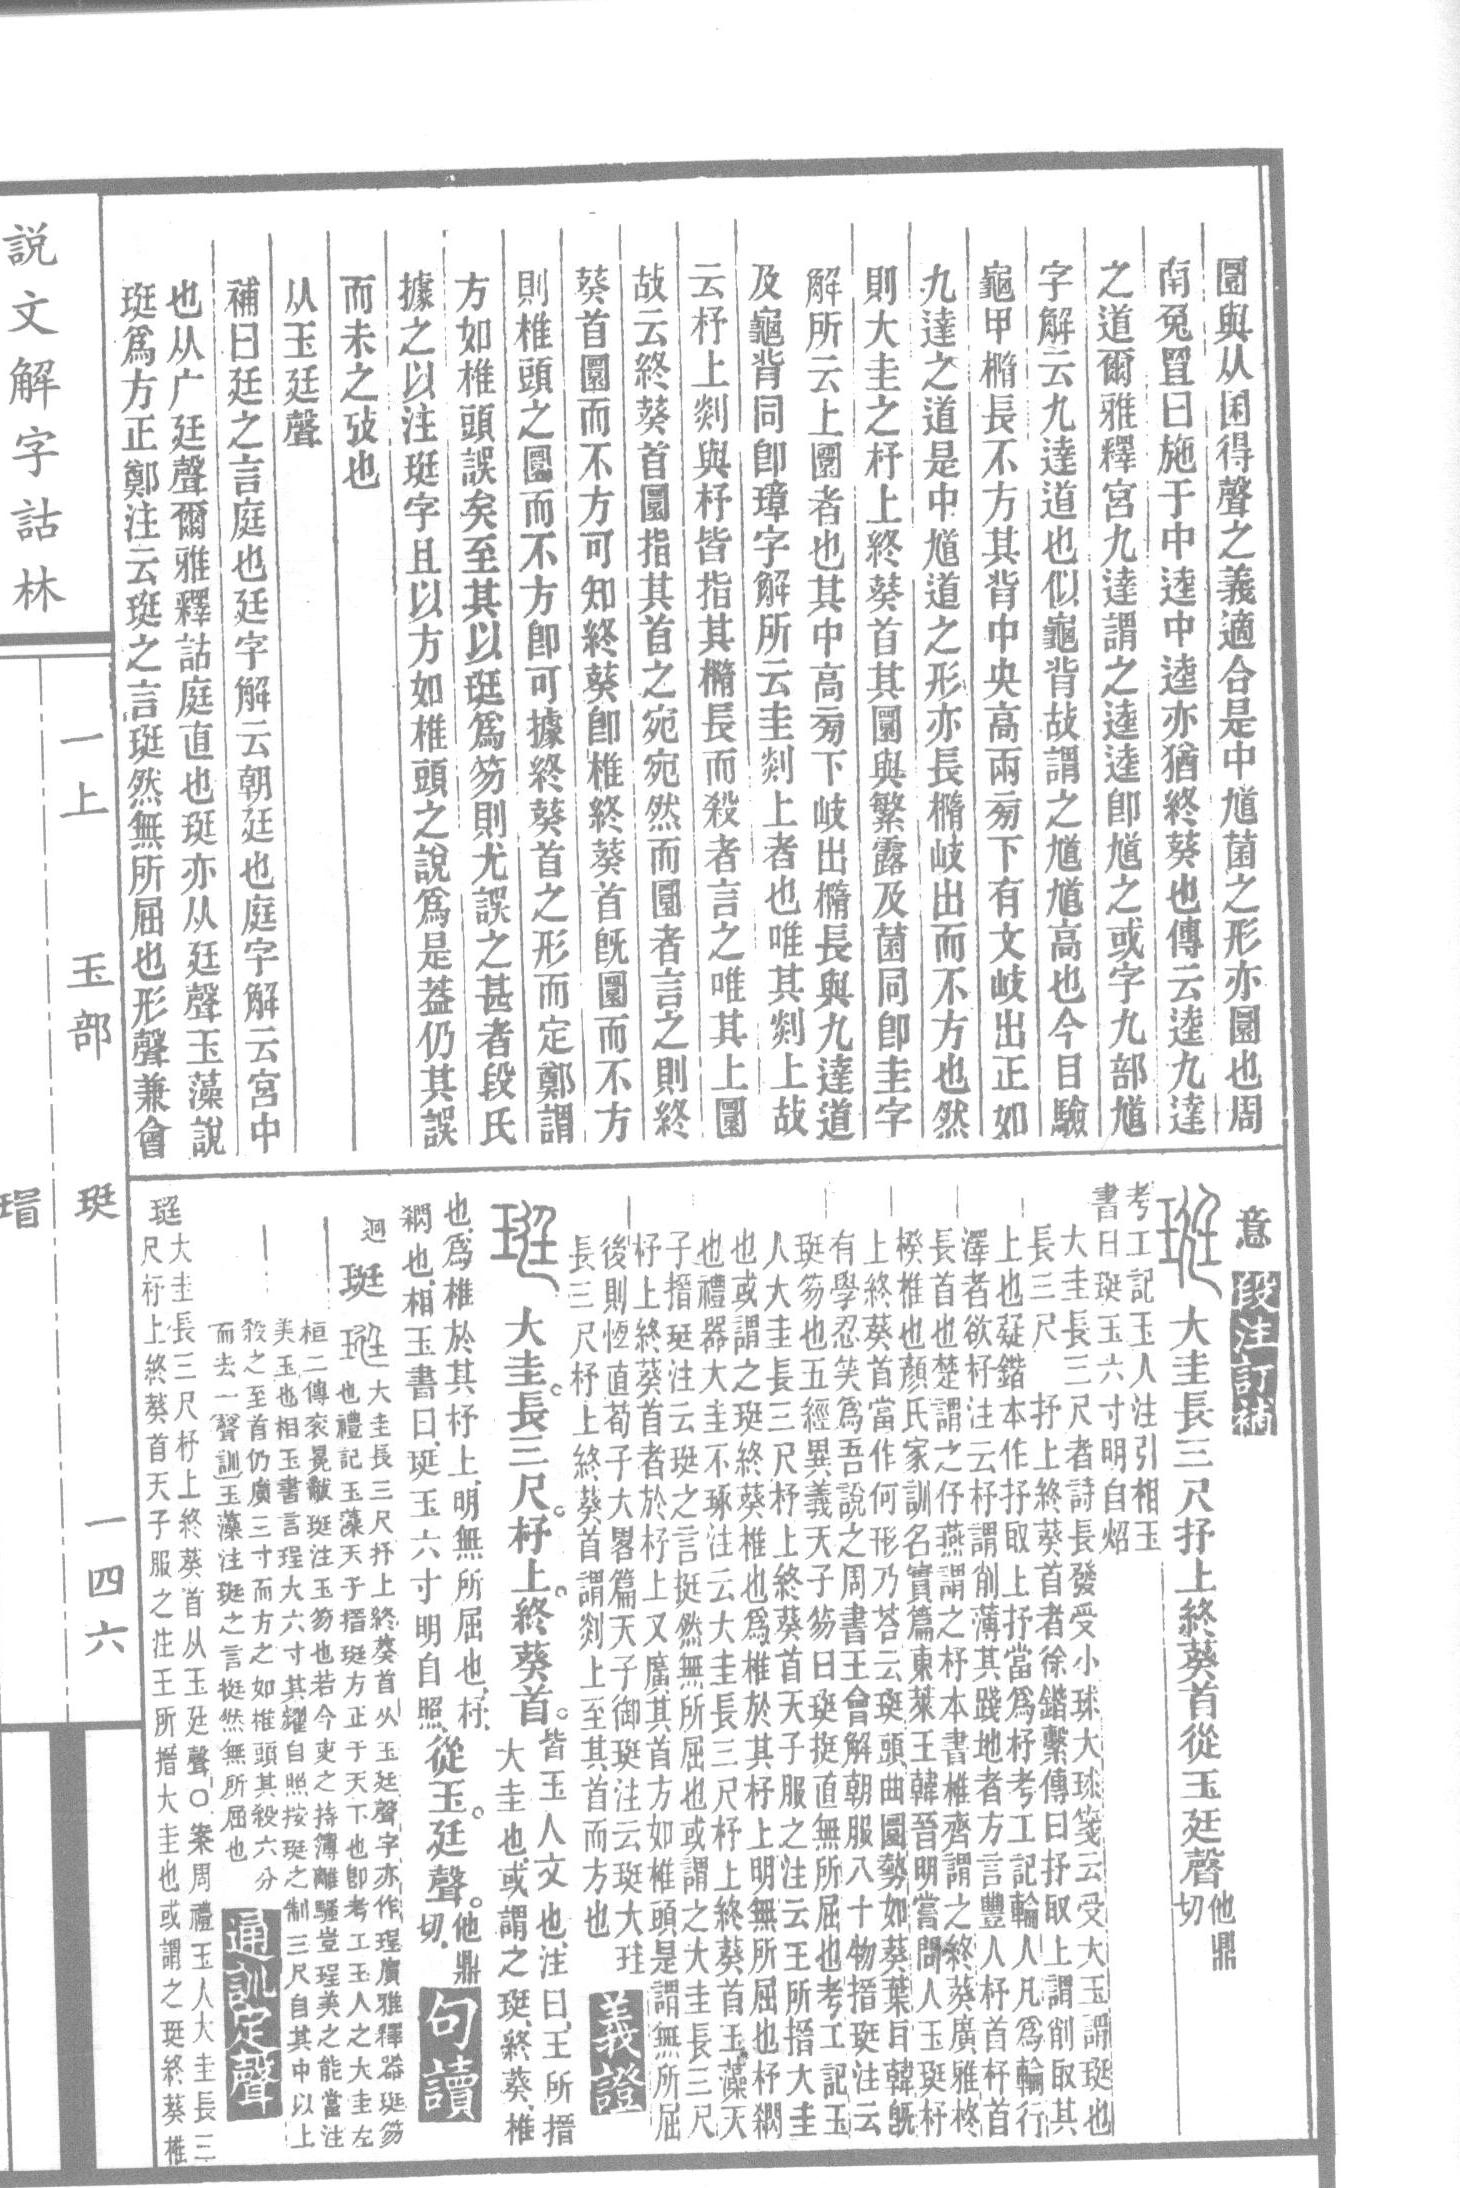 圜與从囷得聲之義適合是中馗菌之形亦圜也周
南兔罝曰施于中逵中逵亦猶終葵也傳云逵九達
之道爾雅釋宮九達謂之逵逵卽馗之或字九部馗
字解云九達道也似龜背故謂之馗馗高也今目驗
龜甲橢長不方其背中央高兩旁下有文岐出正如
九達之道是中馗道之形亦長橢岐出而不方也然
則大圭之杼上終葵首其圜與繁露及菌同卽圭字
解所云上圜者也其中高旁下岐出橢長與九達道
及龜背同卽璋字解所云圭剡上者也唯其剡上故
云杼上剡與杼皆指其橢長而殺者言之唯其上圜
故云終葵首圜指其首之宛宛然而圜者言之則終
葵首圜而不方可知終葵卽椎終葵首旣圜而不方
則椎頭之圜而不方卽可據終葵首之形而定鄭謂
方如椎頭誤矣至其以珽爲笏則尤誤之甚者段氏
據之以注珽字且以方如椎頭之說爲是葢仍其誤
而未之攷也
从玉廷聲
補曰廷之言庭也廷字解云朝廷也庭字解云宮中
也从广廷聲爾雅釋詁庭直也珽亦从廷聲玉藻說
珽爲方正鄭注云珽之言珽然無所屈也形聲兼會
意
段注訂補
大圭長三尺抒上終葵首從玉廷聲他鼎切
考工記玉人注引相玉
書曰珽玉六寸明自炤
大圭長三尺者詩長發受小球大球箋云受大玉謂珽也
長三尺 抒上終葵首者徐鍇繫傳曰抒取上謂削取其
上也疑鍇本作抒取上抒當爲杼考工記輪人凡爲輪行
澤者欲杼注云杼謂削薄其踐地者方言豐人杼首杼首
長首也楚謂之仔燕謂之杼本書椎齊謂之終葵廣雅柊
楑椎也顏氏家訓名實篇東萊王韓晉明嘗問人玉珽杼
上終葵首當作何形乃荅云珽頭曲圜勢如葵葉耳韓旣
有學忍笑爲吾說之周書王會解朝服八十物搢珽注云
珽笏也五經異義天子笏曰珽挺直無所屈也考工記玉
人大圭長三尺杼上終葵首天子服之注云王所搢大圭
也或謂之珽終葵椎也爲椎於其杼上明無所屈也杼閷
也禮器大圭不琢注云大圭長三尺杼上終葵首玉藻天
子搢珽注云珽之言挺然無所屈也或謂之大圭長三尺
杼上終葵首者於杼上又廣其首方如椎頭是謂無所屈
後則恆直荀子大畧篇天子御珽注云珽大珪
長三尺杼上終葵首謂剡上至其首而方也
義證
大圭。長三尺。杼上。終葵首。皆玉人文也、注曰、王所搢大圭也、或謂之珽、終葵、椎
也、爲椎於其杼上、明無所屈也、杼、
閷也、相玉書曰、珽玉六寸明自照、從玉。廷聲。他鼎切、
句讀
迥 珽 大圭長三尺抒上終葵首从玉廷聲字亦作珵廣雅釋器珽笏
也禮記玉藻天子搢珽方正于天下也卽考工玉人之大圭左
桓二傳衮冕黻珽注玉笏也若今吏之持簿離騷豈珵美之能當注
美玉也相玉書言珵大六寸其耀自照按珽之制三尺自其中以上
殺之至首仍廣三寸而方之如椎頭其殺六分
而去一〔聲訓〕玉藻注珽之言挺然無所屈也
通訓定聲
珽大圭長三尺杼上終葵首从玉廷聲〇案周禮玉人大圭長三
尺杼上終葵首天子服之注王所搢大圭也或謂之珽終葵椎
說文解字詁林
一上 玉部 珽 一四六
瑁